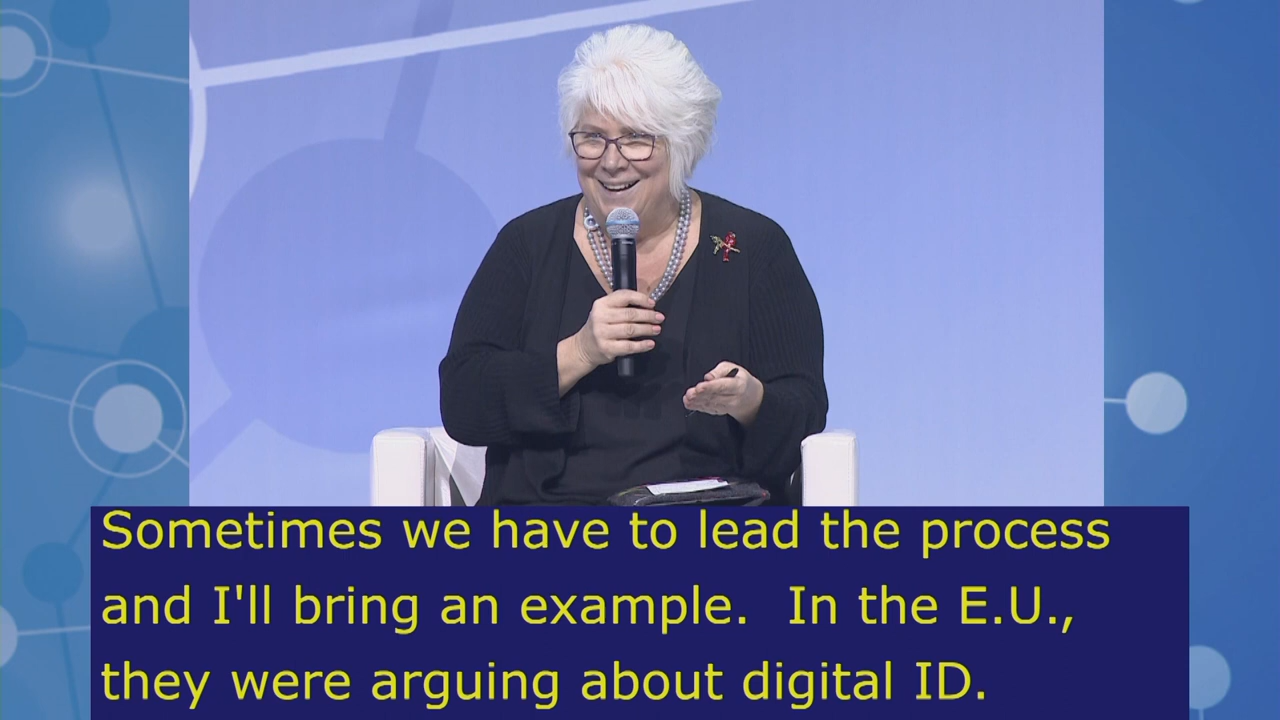 Sometimes we have to lead the process
and I'll bring an example.  In the E.U.,
they were arguing about digital ID.